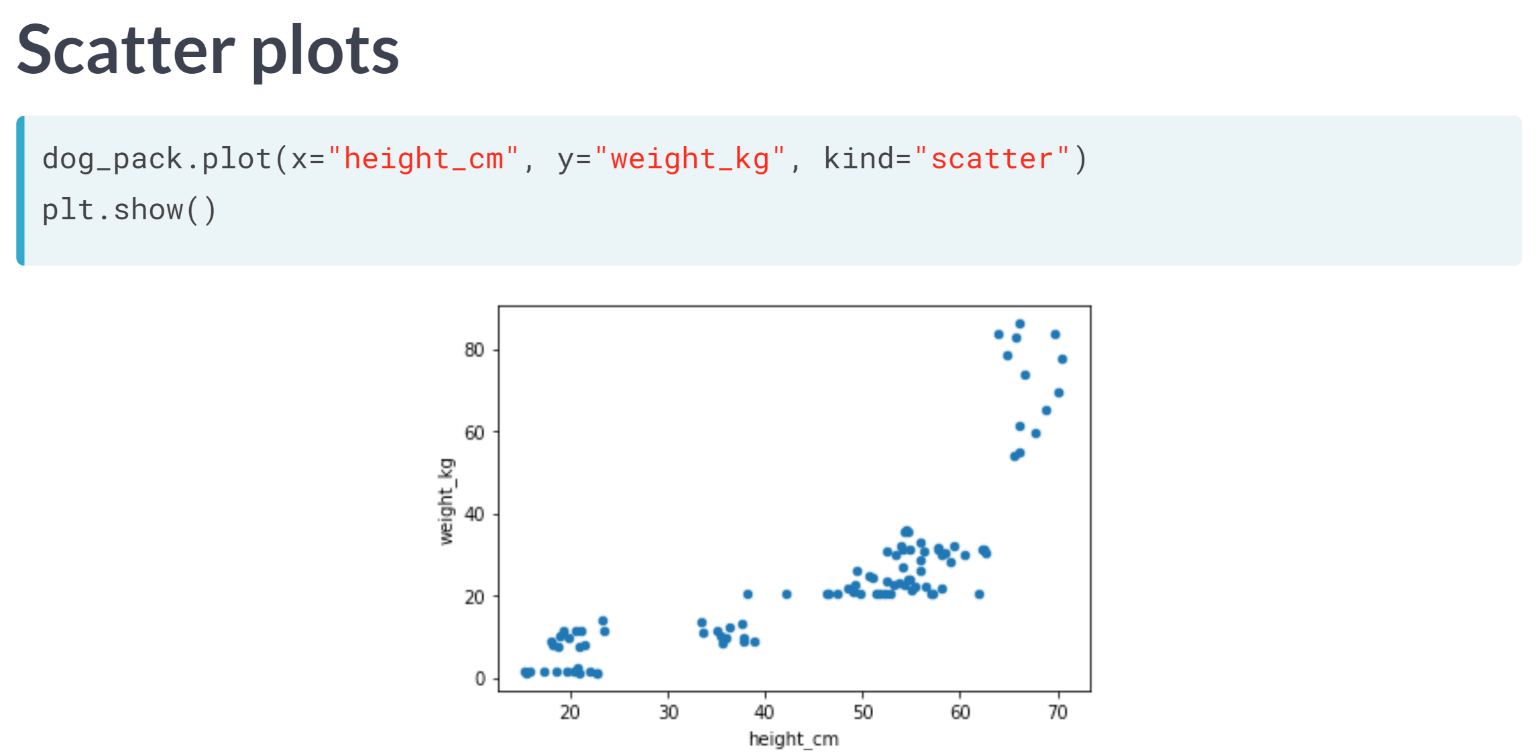 Scatter plots
dog_pack.plot(x="height_cm", y="weight_kg", kind="scatter")
plt.show()
80
60
40
20
0
weight_kg
20 30 40 50 60 70
height_cm